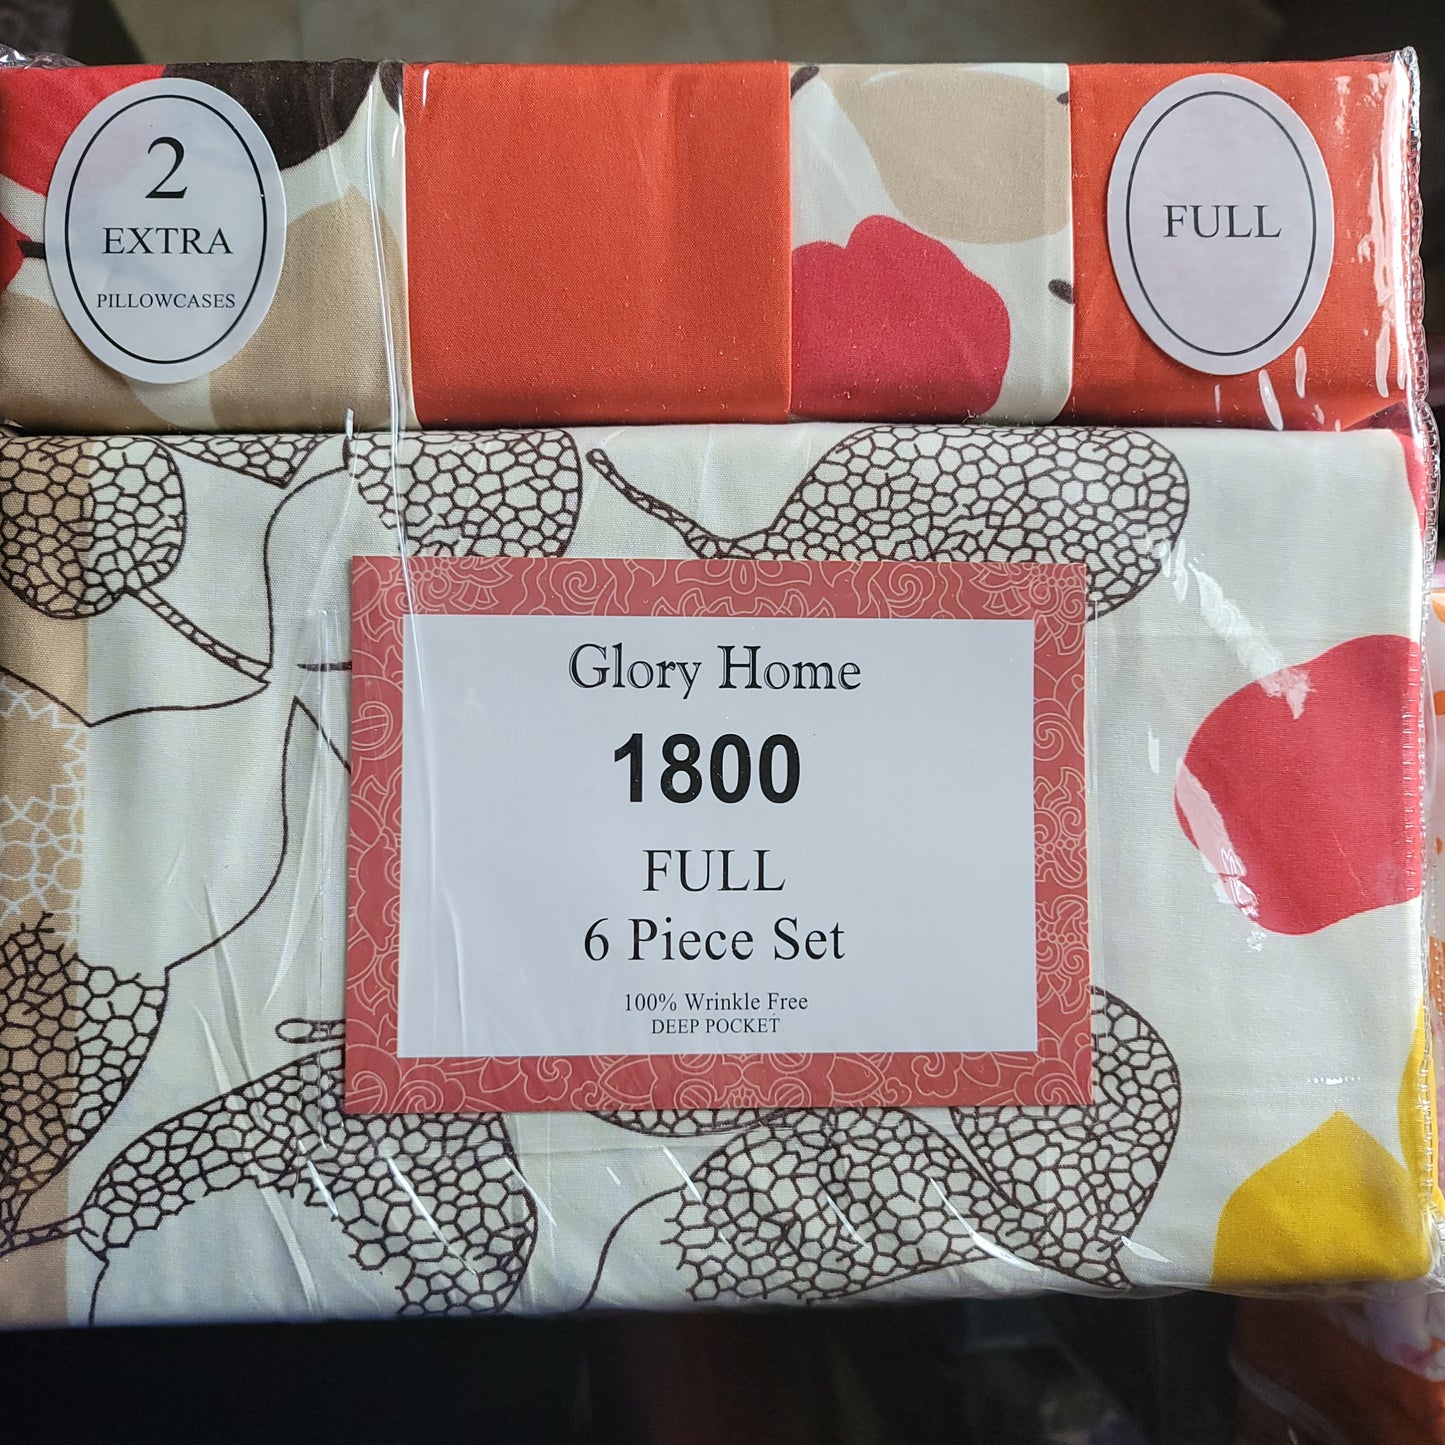 2
EXTRA
PILLOWCASES
FULL
Glory Home
1800
FULL
6 Piece Set
100% Wrinkle Free
DEEP POCKET